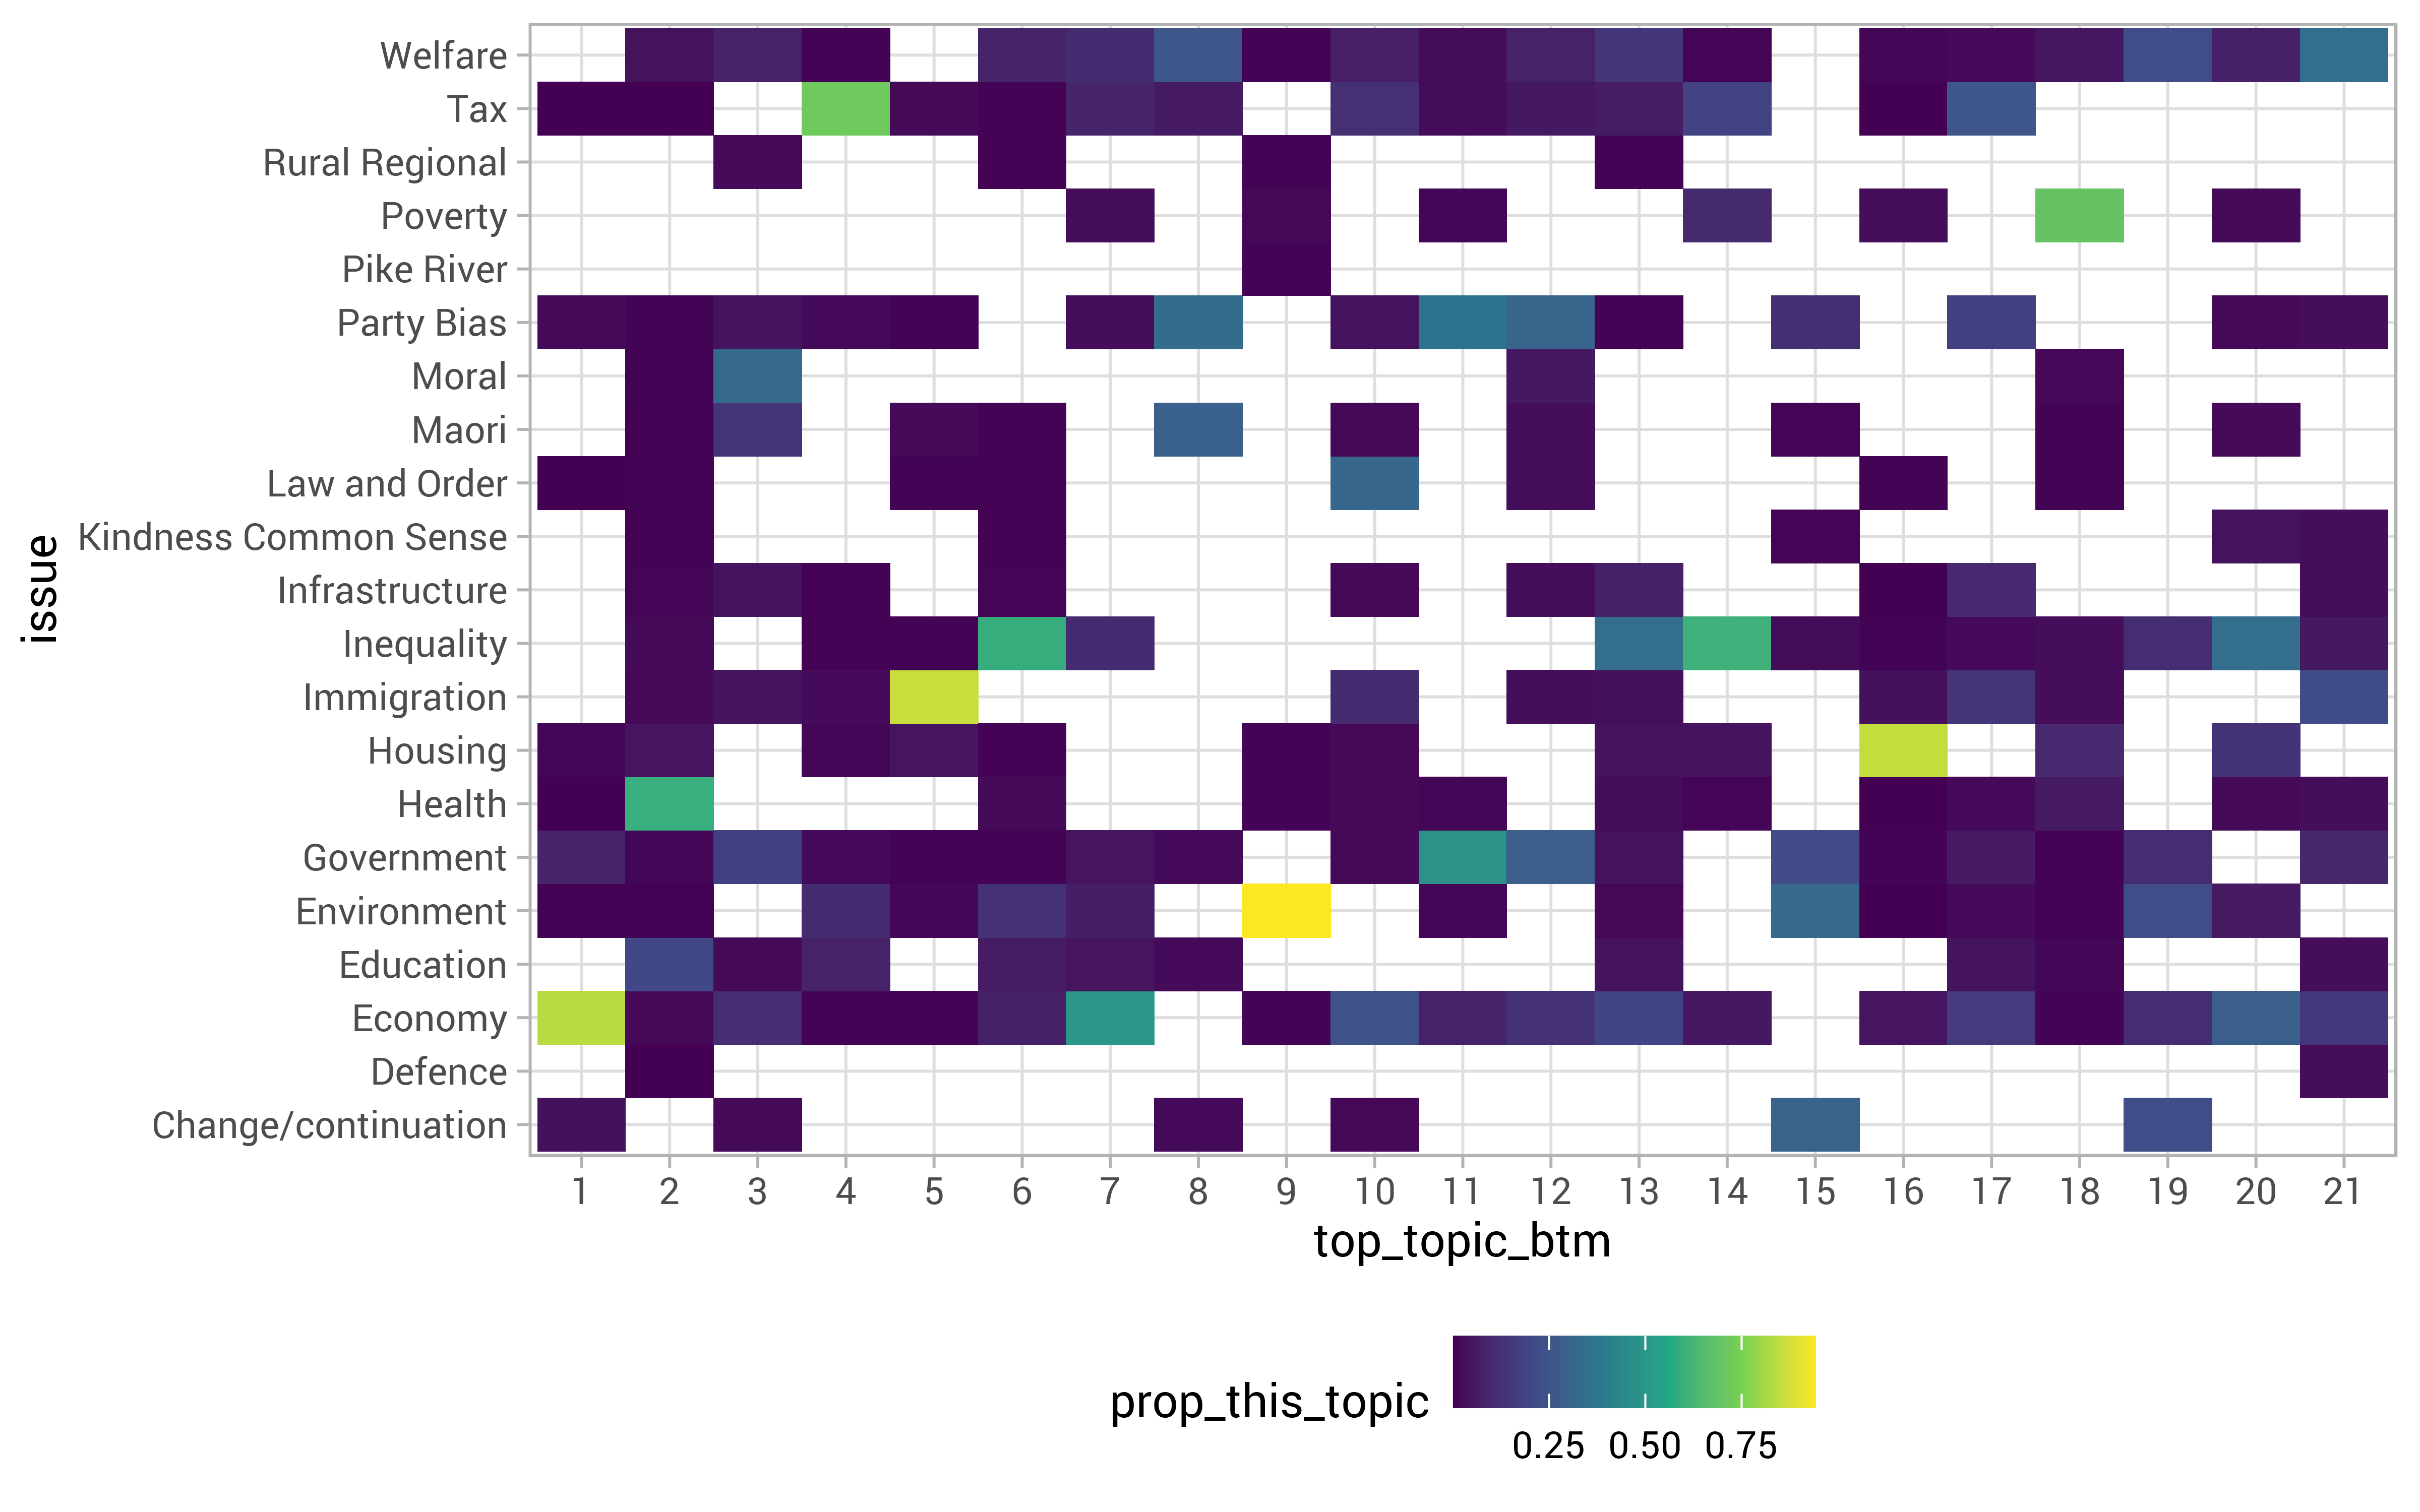 Welfare
Tax
Rural Regional
Poverty
Pike River
Party Bias
Moral
Maori
Law and Order
Kindness Common Sense
Infrastructure
Inequality
Immigration
Housing
Health
Government
Environment
Education
Economy
Defence
Change/continuation
issue
1 2 3 4 5 6 7 8 9 10 11 12 13 14 15 16 17 18 19 20 21
top_topic_btm
prop_this_topic
0.25 0.50 0.75